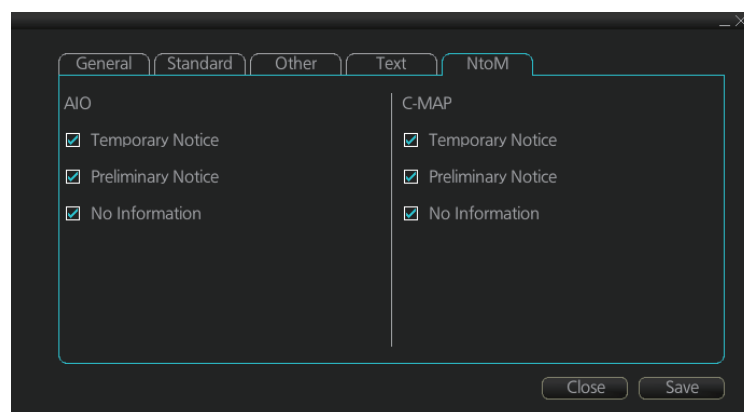 General Standard Other Text NtoM
AIO
Temporary Notice
Preliminary Notice
No Information
C-MAP
Temporary Notice
Preliminary Notice
No Information
Close Save